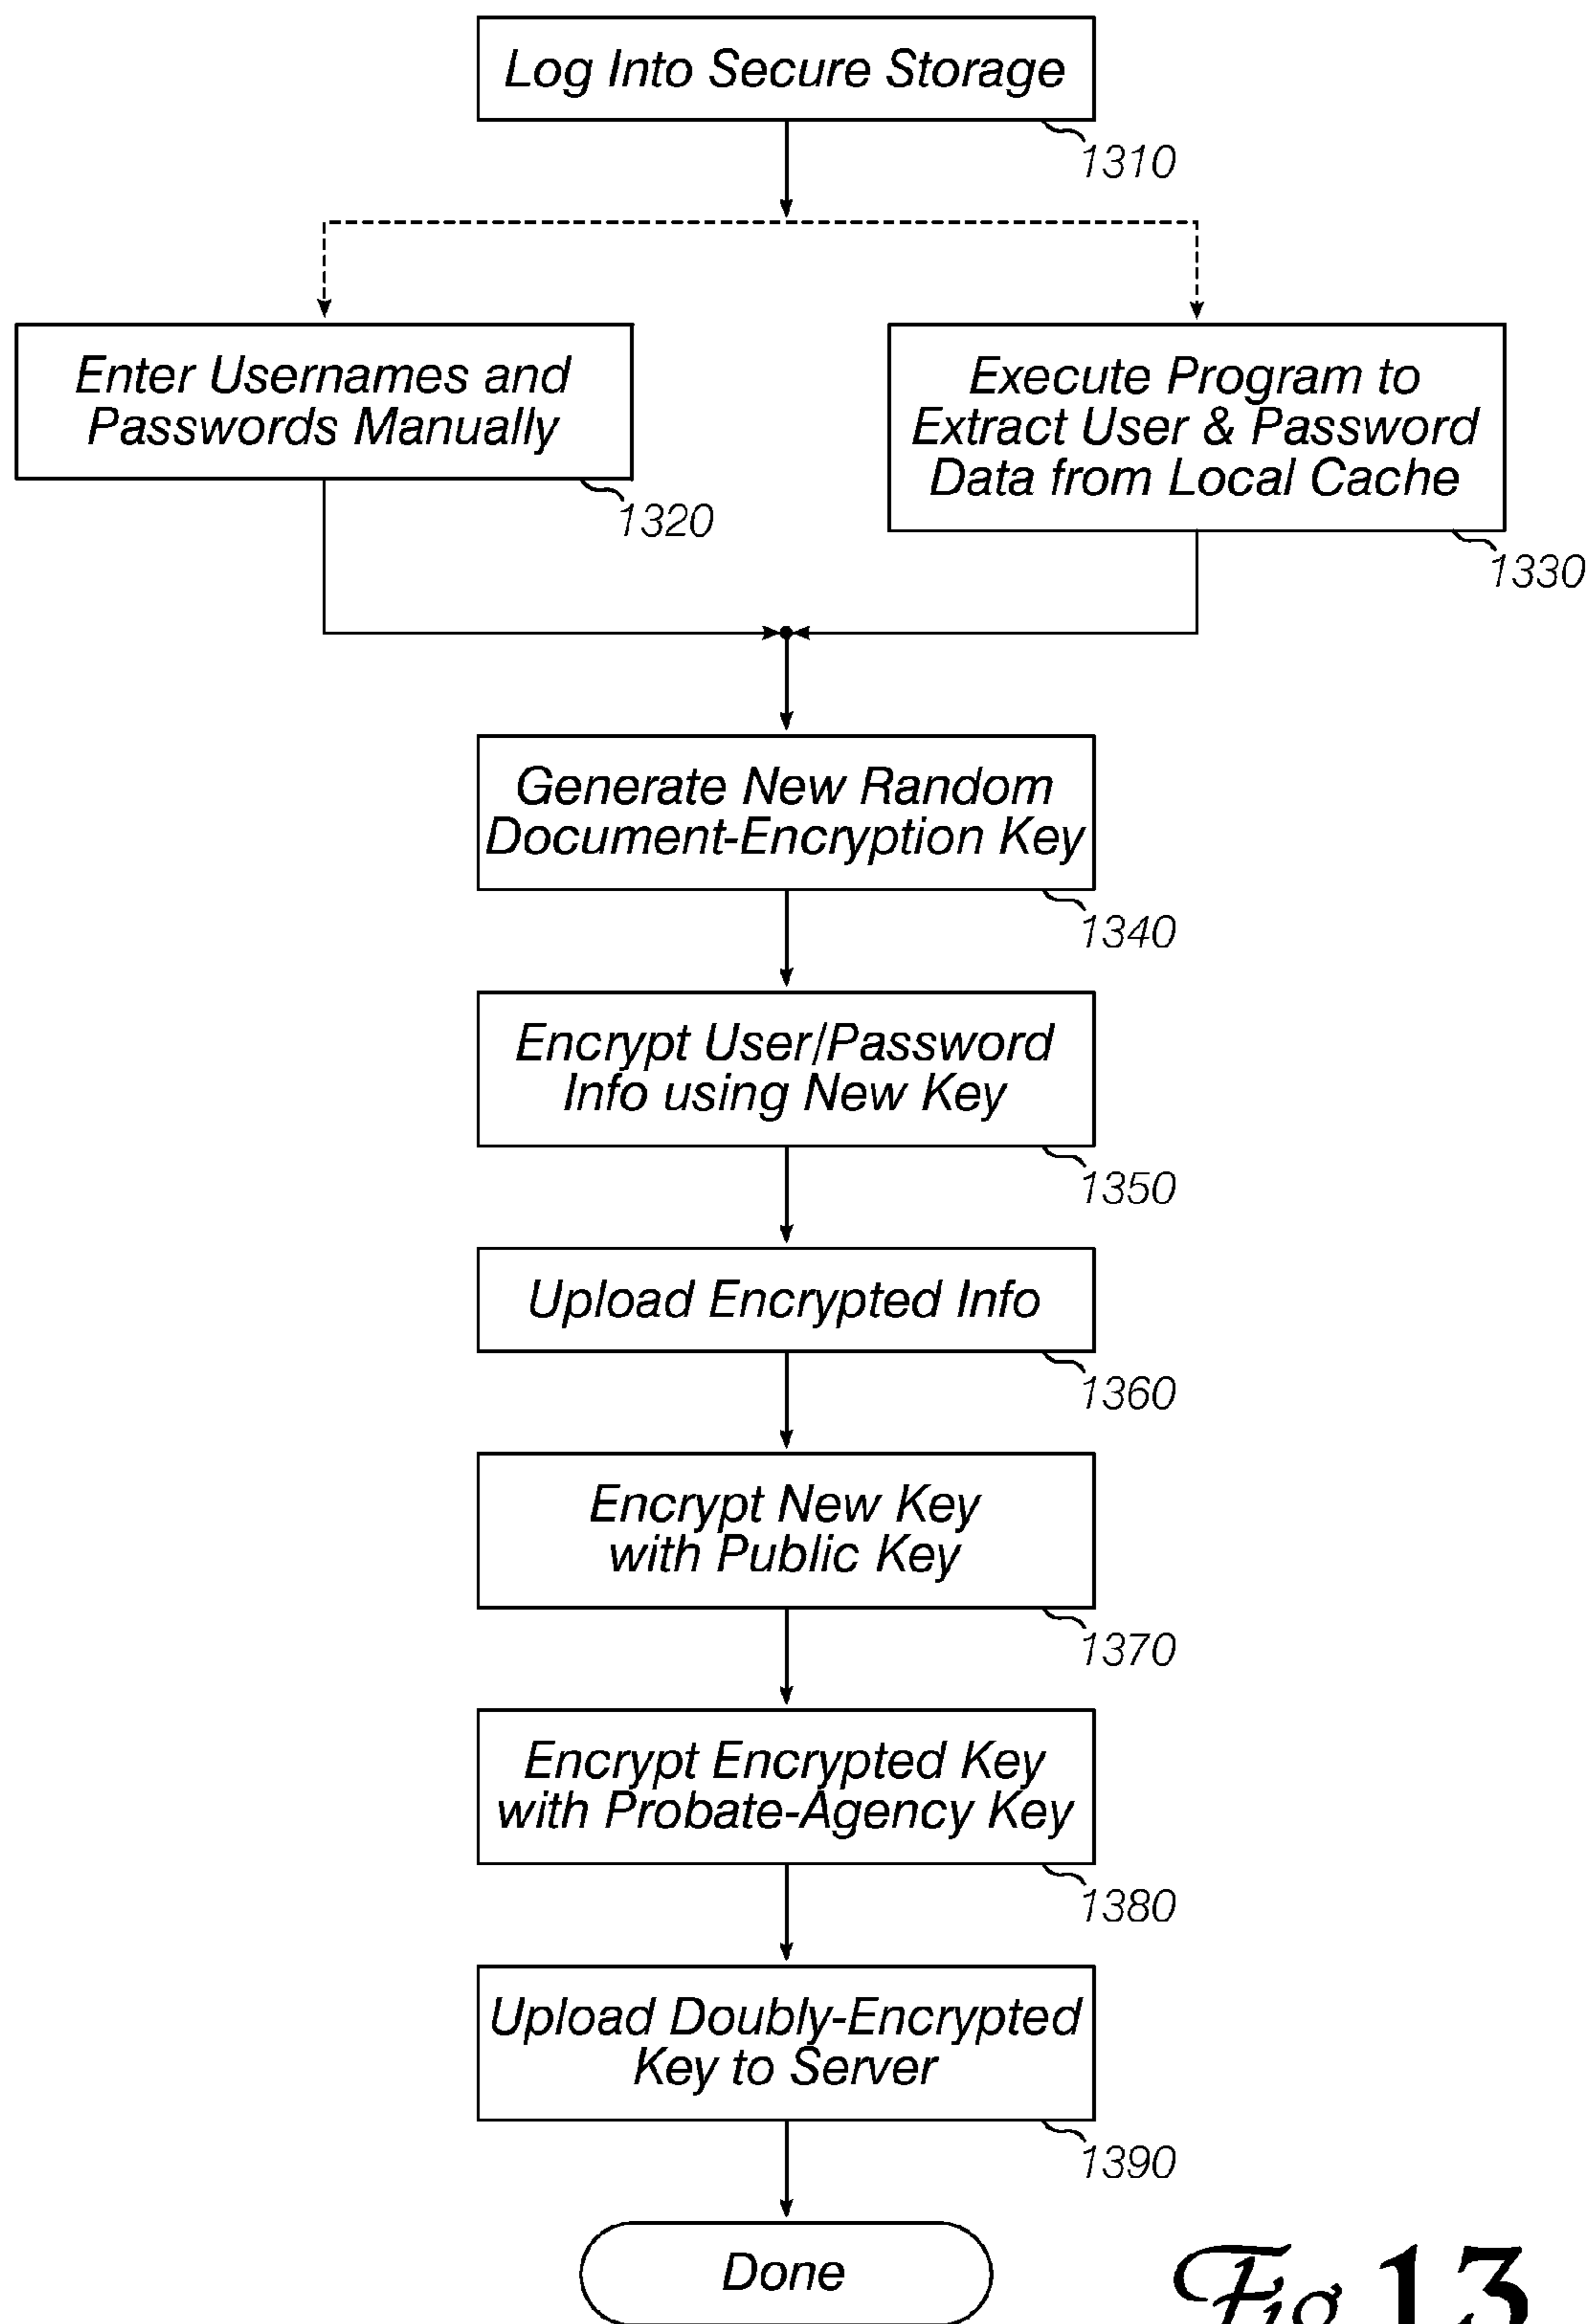 Log Into Secure Storage
1310
Enter Usernames and
Passwords Manually
1320
Execute Program to
Extract User & Password
Data from Local Cache
1330
Generate New Random
Document-Encryption Key
1340
Encrypt User/Password
Info using New Key
1350
Upload Encrypted Info
1360
Encrypt New Key
with Public Key
1370
Encrypt Encrypted Key
with Probate-Agency Key
1380
Upload Doubly-Encrypted
Key to Server
1390
Done
Fig 13